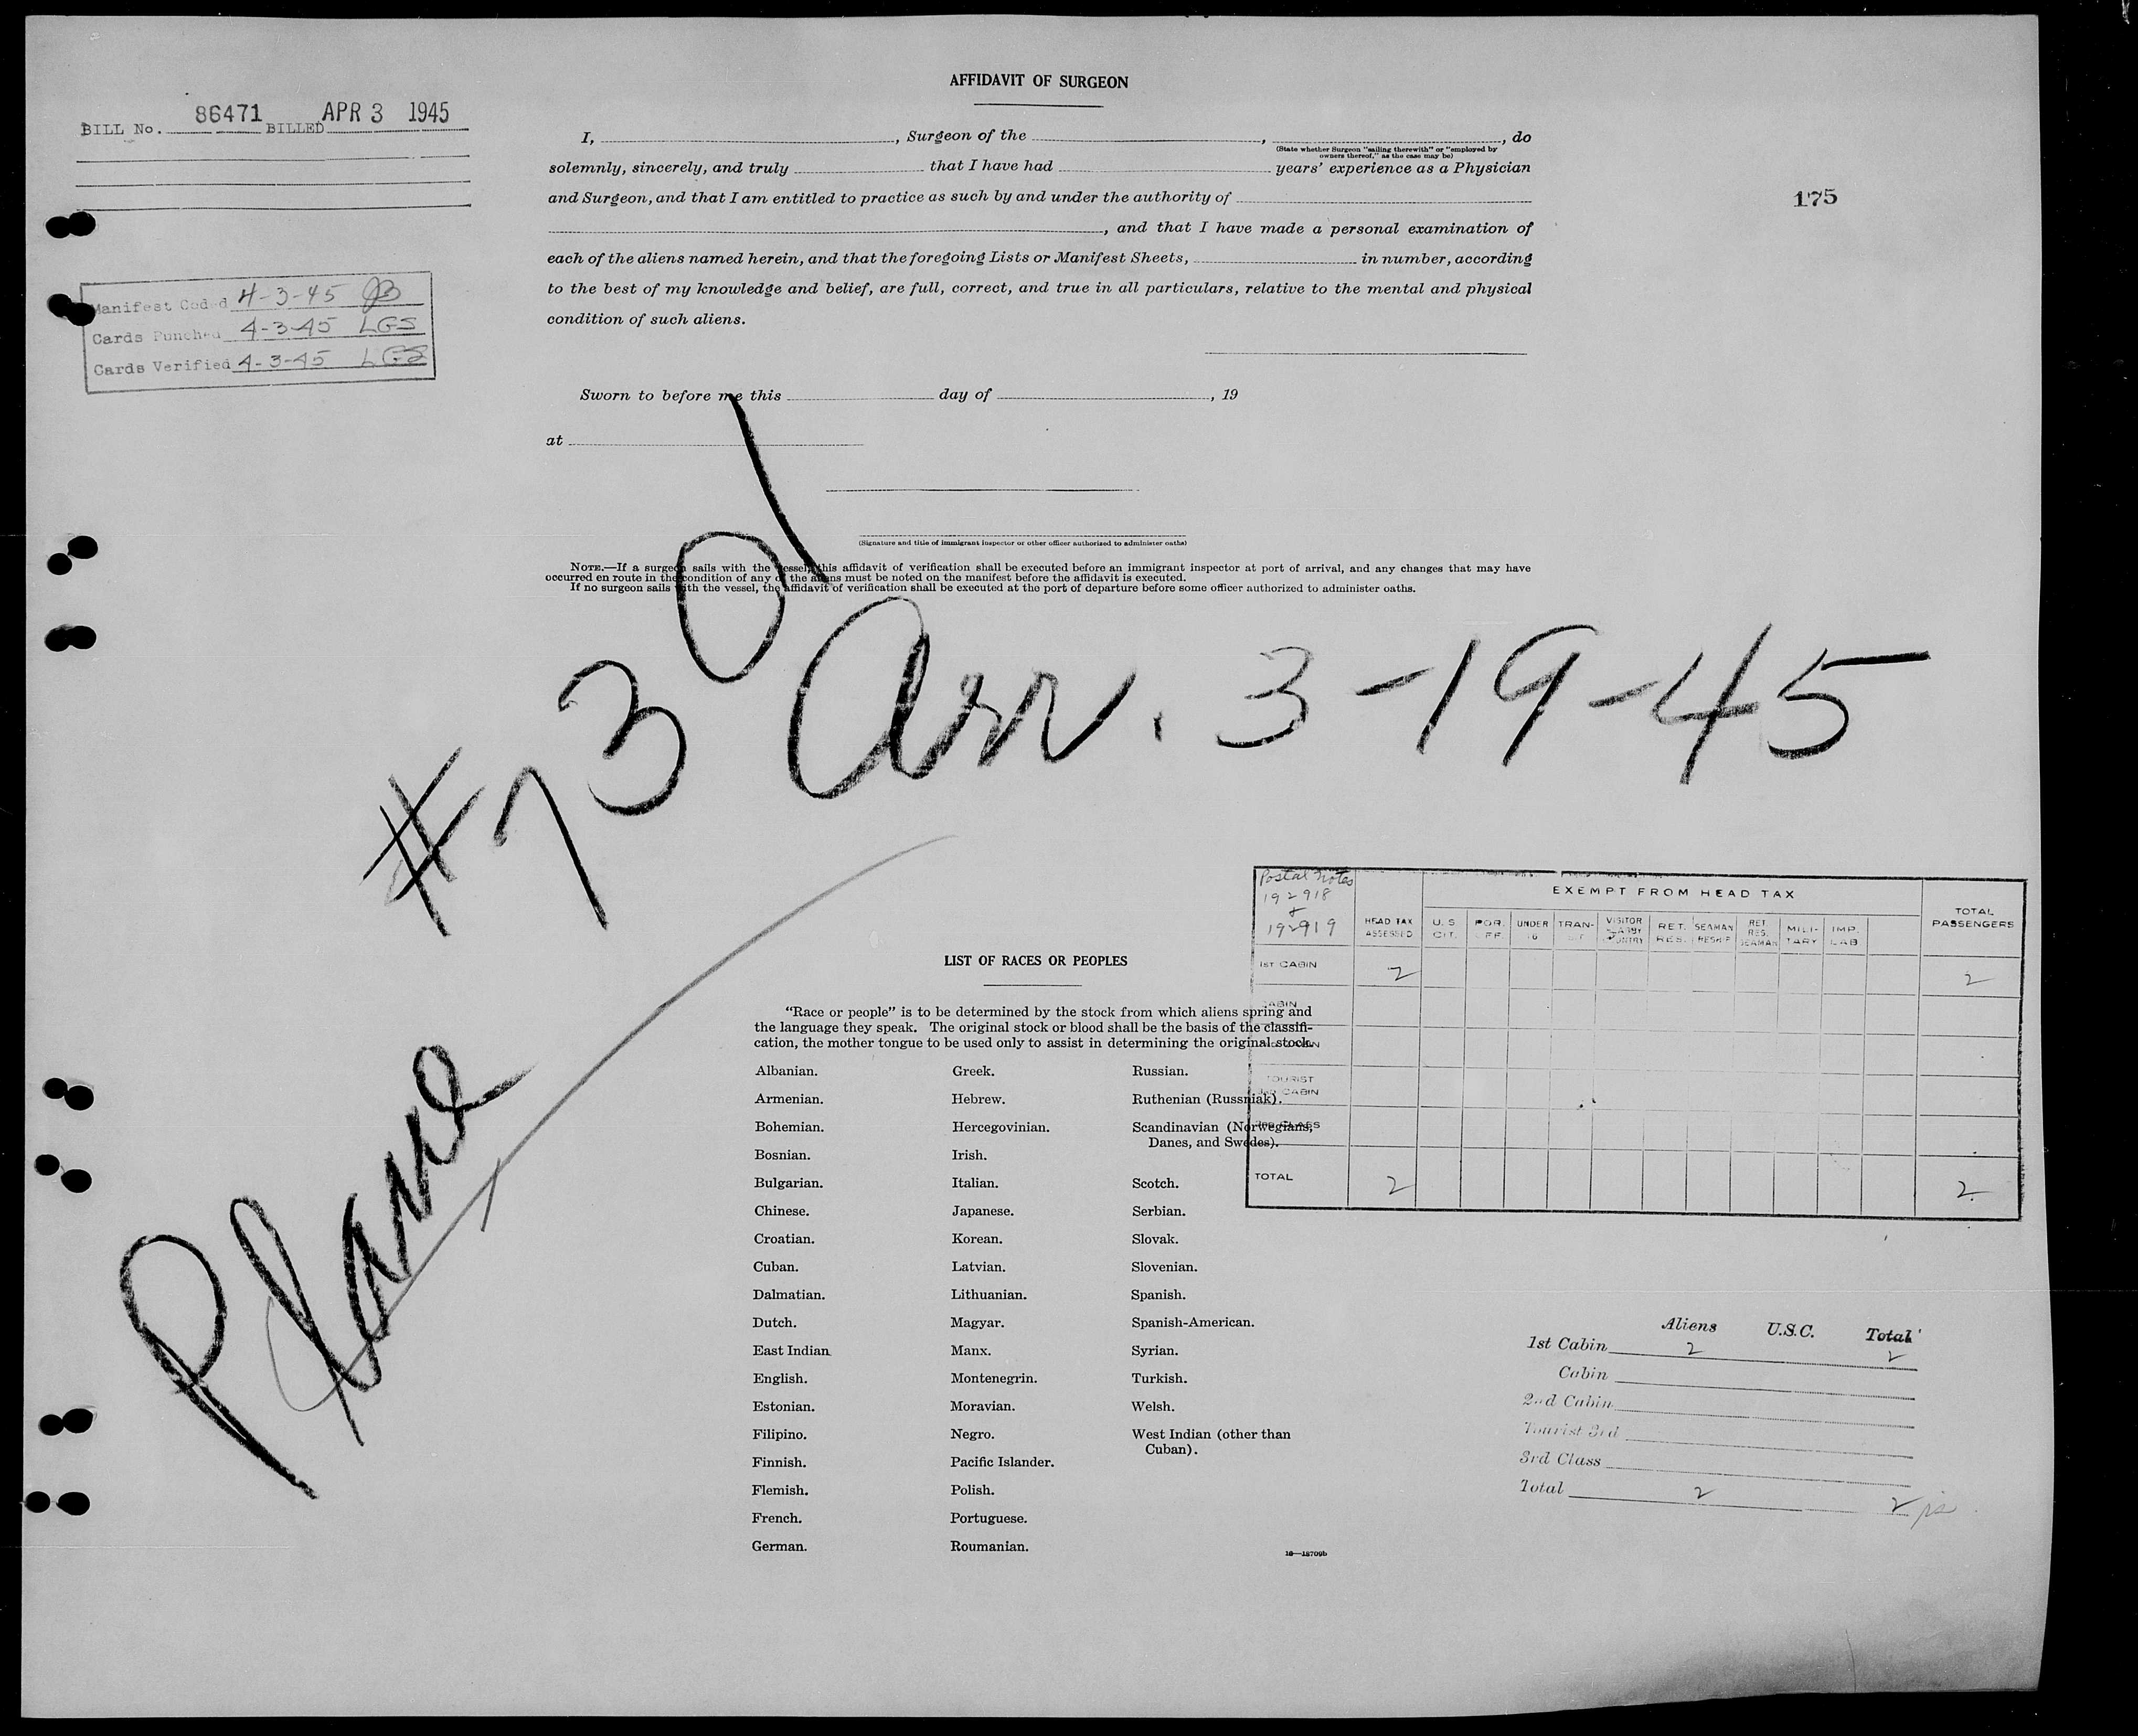 AFFIDAVIT OF SURGEON
BILL No. 86471 BILLED APR 3 1945
I, , Surgeon of the , , do
(State whether Surgeon "sailing therewith" or "employed by
owners thereof," as the case may be)
solemnly, sincerely, and truly that I have had years' experience as a Physician
and Surgeon, and that I am entitled to practice as such by and under the authority of
175
, and that I have made a personal examination of
each of the aliens named herein, and that the foregoing Lists or Manifest Sheets, in number, according
to the best of my knowledge and belief, are full, correct, and true in all particulars, relative to the mental and physical
condition of such aliens.
Manifest Coded 4-3-45
Cards Punched 4-3-45 LGS
Cards Verified 4-3-45 LGS
Sworn to before me this day of , 19
at
(Signature and title of immigrant inspector or other officer authorized to administer oaths)
NOTE.—If a surgeon sails with the vessel, this affidavit of verification shall be executed before an immigrant inspector at port of arrival, and any changes that may have
occurred en route in the condition of any of the aliens must be noted on the manifest before the affidavit is executed.
If no surgeon sails with the vessel, the affidavit of verification shall be executed at the port of departure before some officer authorized to administer oaths.
#7301
Arr. 3-19-45
Plane
Postal Notes
192918
+
192919
HEAD TAX ASSESSED
EXEMPT FROM HEAD TAX
U.S. CIT.
FOR. OFF
UNDER 16
TRAN-
VISITOR
COUNTRY
RET. RES.
SEAMAN RESHIP
RET. RES. SEAMAN
MILI- TARY
IMP. LAB
TOTAL PASSENGERS
1ST CABIN 2 2
CABIN
TOURIST
3RD CABIN
3RD CLASS
TOTAL 2 2
LIST OF RACES OR PEOPLES
"Race or people" is to be determined by the stock from which aliens spring and
the language they speak. The original stock or blood shall be the basis of the classifi-
cation, the mother tongue to be used only to assist in determining the original stock.
Albanian.
Armenian.
Bohemian.
Bosnian.
Bulgarian.
Chinese.
Croatian.
Cuban.
Dalmatian.
Dutch.
East Indian
English.
Estonian.
Filipino.
Finnish.
Flemish.
French.
German.
Greek.
Hebrew.
Hercegovinian.
Irish.
Italian.
Japanese.
Korean.
Latvian.
Lithuanian.
Magyar.
Manx.
Montenegrin.
Moravian.
Negro.
Pacific Islander.
Polish.
Portuguese.
Roumanian.
Russian.
Ruthenian (Russniak).
Scandinavian (Norwegians,
Danes, and Swedes).
Scotch.
Serbian.
Slovak.
Slovenian.
Spanish.
Spanish-American.
Syrian.
Turkish.
Welsh.
West Indian (other than
Cuban).
16—18709b
Aliens U.S.C. Total
1st Cabin 2 2
Cabin
2nd Cabin
Tourist 3rd
3rd Class
Total 2 2